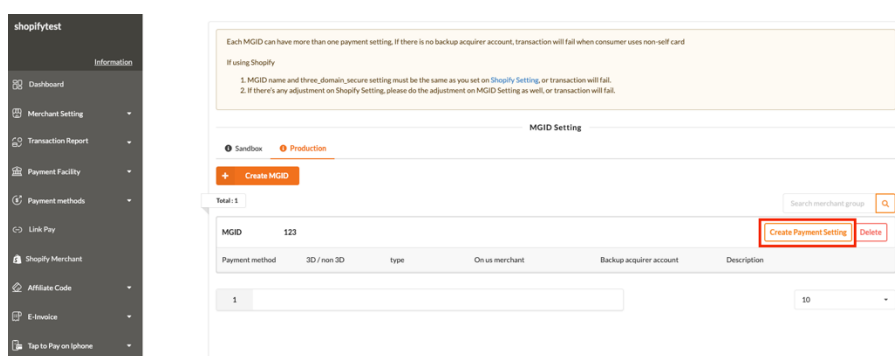 shopifytest
Information
Dashboard
Merchant Setting
Transaction Report
Payment Facility
Payment methods
Link Pay
Shopify Merchant
Affiliate Code
E-Invoice
Tap to Pay on Iphone
Each MGID can have more than one payment setting, If there is no backup acquirer account, transaction will fail when consumer uses non-self card
If using Shopify
1. MGID name and three_domain_secure setting must be the same as you set on Shopify Setting, or transaction will fail.
2. If there's any adjustment on Shopify Setting, please do the adjustment on MGID Setting as well, or transaction will fail.
MGID Setting
Sandbox Production
+ Create MGID
Total : 1
Search merchant group
MGID 123 Create Payment Setting Delete
Payment method 3D / non 3D type On us merchant Backup acquirer account Description
1 10